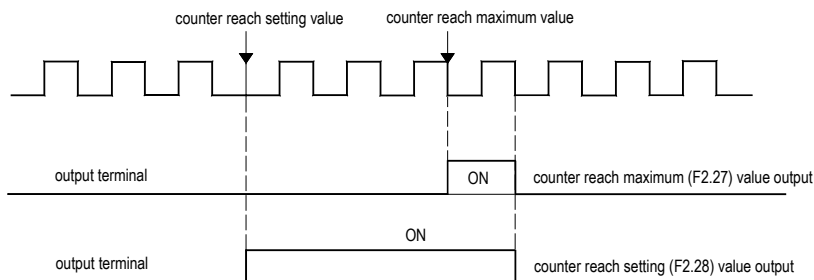 counter reach setting value
counter reach maximum value
output terminal
ON
counter reach maximum (F2.27) value output
ON
output terminal
counter reach setting (F2.28) value output